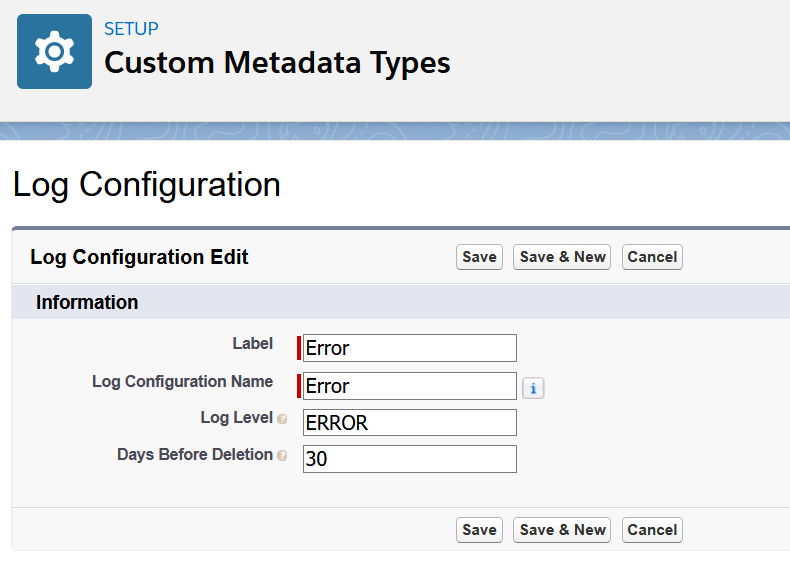 SETUP
Custom Metadata Types
Log Configuration
Log Configuration Edit Save Save & New Cancel
Information
Label Error
Log Configuration Name Error i
Log Level ? ERROR
Days Before Deletion ? 30
Save Save & New Cancel